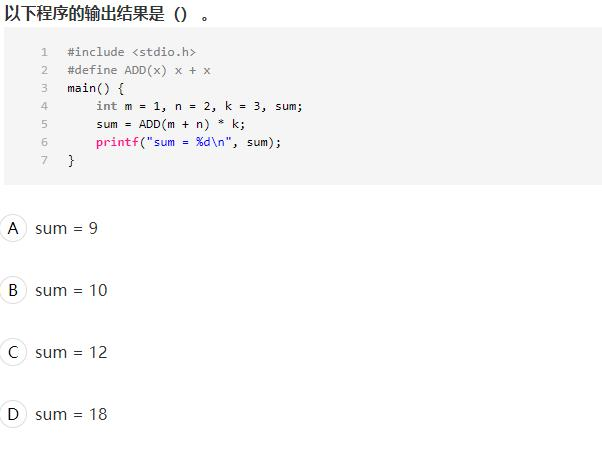 以下程序的输出结果是（） 。
1 #include <stdio.h>
2 #define ADD(x) x + x
3 main() {
4     int m = 1, n = 2, k = 3, sum;
5     sum = ADD(m + n) * k;
6     printf("sum = %d\n", sum);
7 }
A sum = 9
B sum = 10
C sum = 12
D sum = 18